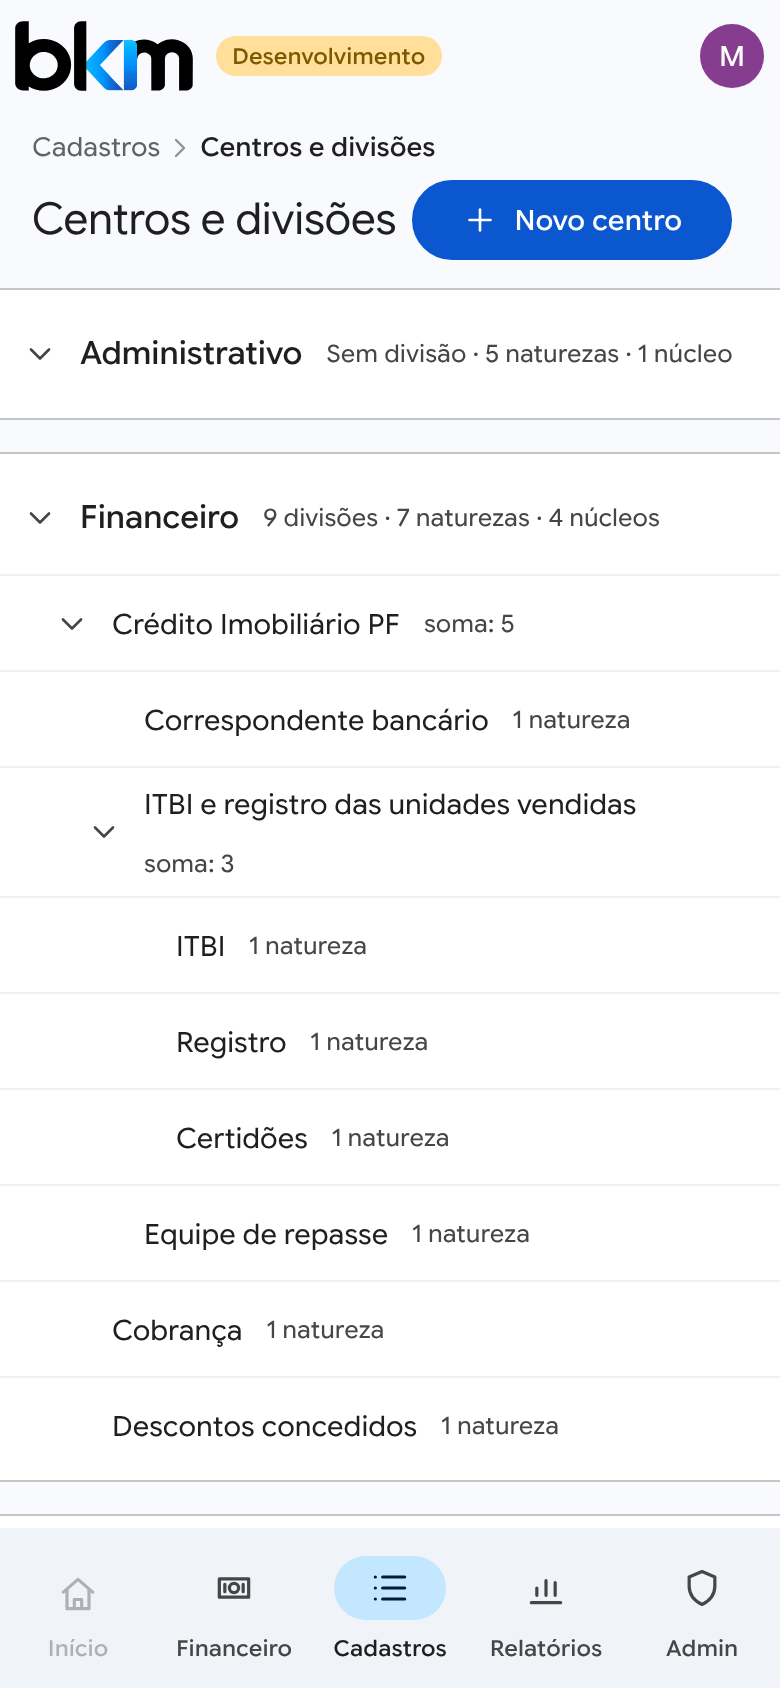 bkm Desenvolvimento M
Cadastros > Centros e divisões
Centros e divisões + Novo centro
Administrativo Sem divisão · 5 naturezas · 1 núcleo
Financeiro 9 divisões · 7 naturezas · 4 núcleos
Crédito Imobiliário PF soma: 5
Correspondente bancário 1 natureza
ITBI e registro das unidades vendidas
soma: 3
ITBI 1 natureza
Registro 1 natureza
Certidões 1 natureza
Equipe de repasse 1 natureza
Cobrança 1 natureza
Descontos concedidos 1 natureza
Início Financeiro Cadastros Relatórios Admin